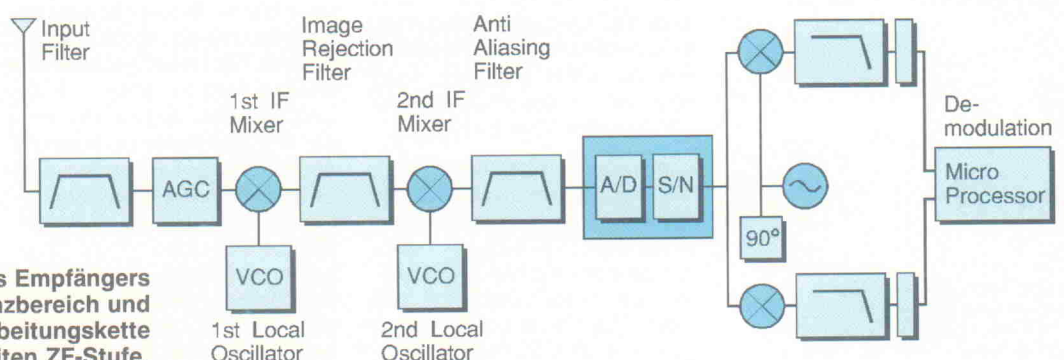 Input
Filter
Image
Rejection
Filter
Anti
Aliasing
Filter
1st IF
Mixer
2nd IF
Mixer
De-
modulation
AGC
A/D
S/N
Micro
Processor
90°
VCO
VCO
1st Local
Oscillator
2nd Local
Oscillator
s Empfängers
nzbereich und
beitungskette
lten ZF-Stufe